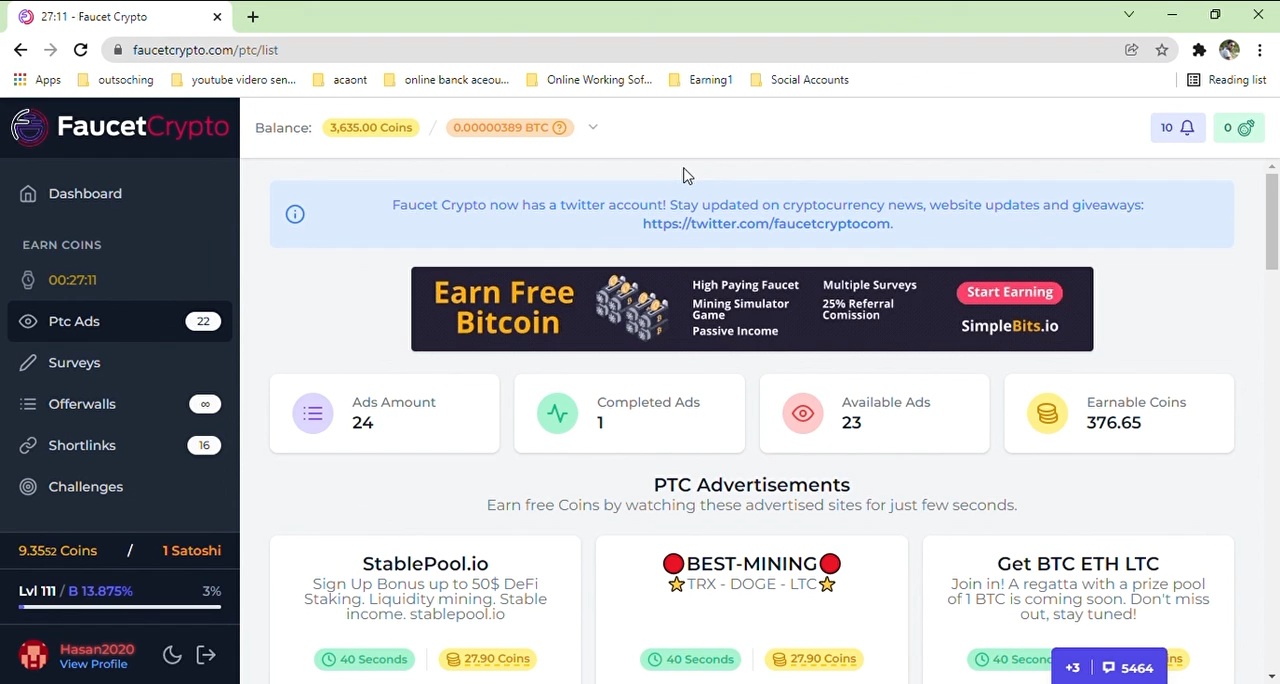 27:11 - Faucet Crypto
faucetcrypto.com/ptc/list
Apps
outsoching
youtube videro sen...
acaont
online banck aceou...
Online Working Sof...
Earning1
Social Accounts
Reading list
FaucetCrypto
Balance:
3,635.00 Coins
/
0.00000389 BTC
10
0
Dashboard
EARN COINS
00:27:11
Ptc Ads
22
Surveys
Offerwalls
∞
Shortlinks
16
Challenges
9.3552 Coins / 1 Satoshi
Lvl 111 / B 13.875% 3%
Hasan2020
View Profile
Faucet Crypto now has a twitter account! Stay updated on cryptocurrency news, website updates and giveaways:
https://twitter.com/faucetcryptocom.
Earn Free
Bitcoin
High Paying Faucet
Mining Simulator
Game
Passive Income
Multiple Surveys
25% Referral
Comission
Start Earning
SimpleBits.io
Ads Amount
24
Completed Ads
1
Available Ads
23
Earnable Coins
376.65
PTC Advertisements
Earn free Coins by watching these advertised sites for just few seconds.
StablePool.io
Sign Up Bonus up to 50$ DeFi
Staking. Liquidity mining. Stable
income. stablepool.io
40 Seconds
27.90 Coins
🔴BEST-MINING🔴
⭐TRX - DOGE - LTC⭐
40 Seconds
27.90 Coins
Get BTC ETH LTC
Join in! A regatta with a prize pool
of 1 BTC is coming soon. Don't miss
out, stay tuned!
40
+3
5464